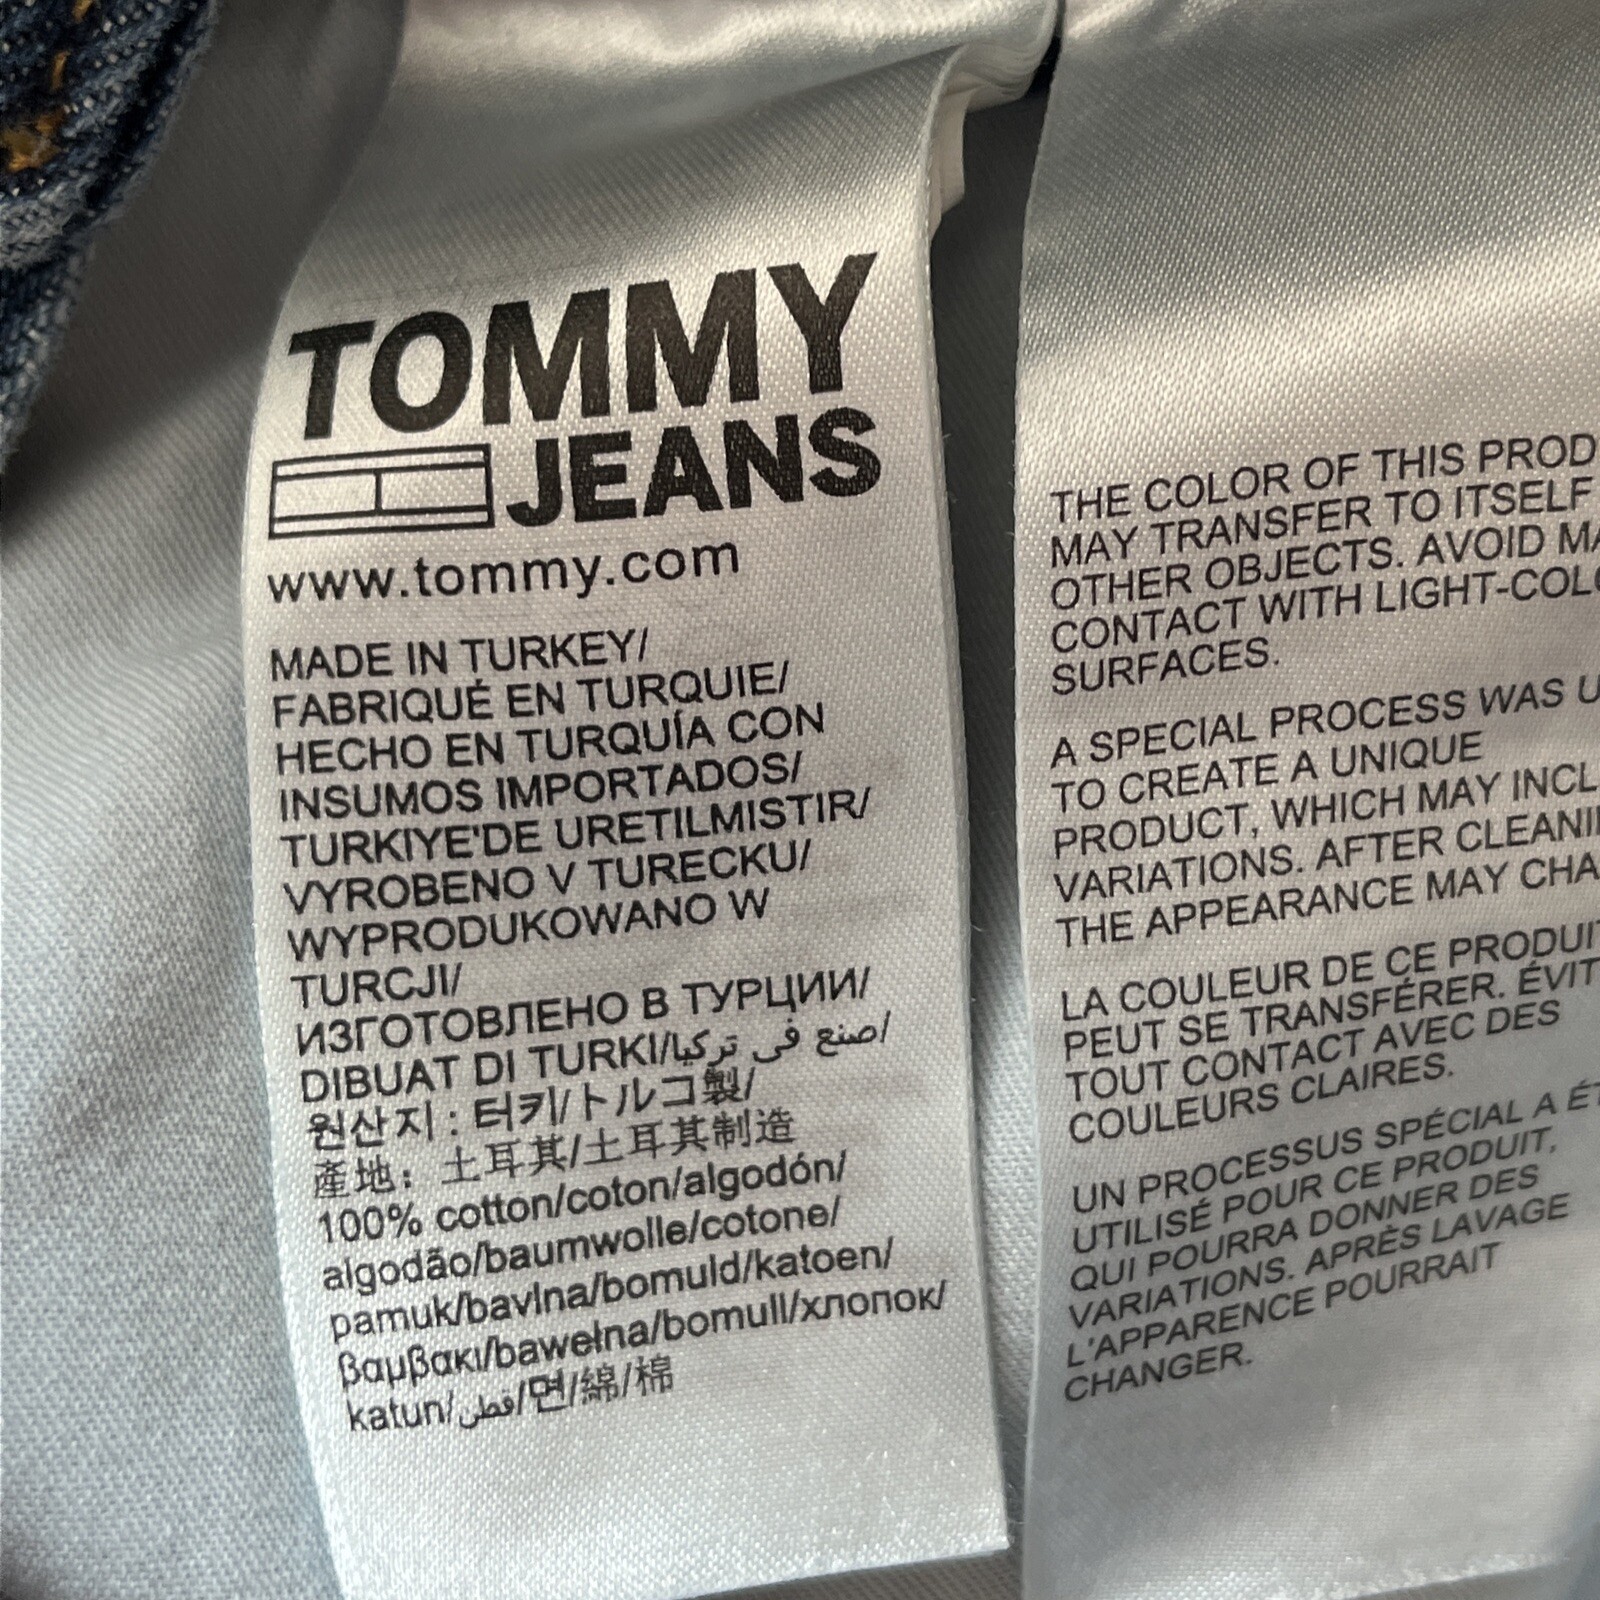 TOMMY
JEANS
www.tommy.com
MADE IN TURKEY/
FABRIQUÉ EN TURQUIE/
HECHO EN TURQUÍA CON
INSUMOS IMPORTADOS/
TURKIYE'DE URETILMISTIR/
VYROBENO V TURECKU/
WYPRODUKOWANO W
TURCJI/
ИЗГОТОВЛЕНО В ТУРЦИИ/
DIBUAT DI TURKI/صنع في تركيا/
원산지 : 터키/トルコ製/
產地: 土耳其/土耳其制造
100% cotton/coton/algodón/
algodão/baumwolle/cotone/
pamuk/bavlna/bomuld/katoen/
βαμβακι/bawełna/bomull/хлопок/
katun/قطن/면/綿/棉
THE COLOR OF THIS PROD
MAY TRANSFER TO ITSELF
OTHER OBJECTS. AVOID MA
CONTACT WITH LIGHT-COLO
SURFACES.
A SPECIAL PROCESS WAS U
TO CREATE A UNIQUE
PRODUCT, WHICH MAY INCL
VARIATIONS. AFTER CLEANI
THE APPEARANCE MAY CHA
LA COULEUR DE CE PRODUIT
PEUT SE TRANSFÉRER. ÉVIT
TOUT CONTACT AVEC DES
COULEURS CLAIRES.
UN PROCESSUS SPÉCIAL A ÉT
UTILISÉ POUR CE PRODUIT,
QUI POURRA DONNER DES
VARIATIONS. APRÈS LAVAGE
L'APPARENCE POURRAIT
CHANGER.